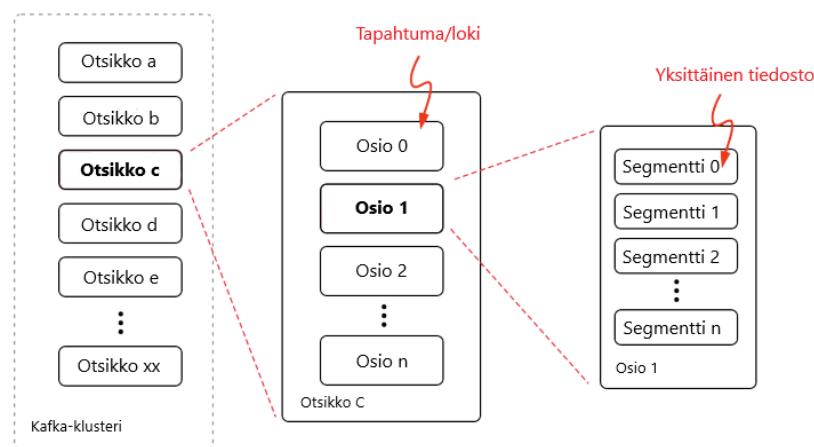 Otsikko a
Otsikko b
Otsikko c
Otsikko d
Otsikko e
Otsikko xx
Kafka-klusteri
Tapahtuma/loki
Osio 0
Osio 1
Osio 2
Osio n
Otsikko C
Yksittäinen tiedosto
Segmentti 0
Segmentti 1
Segmentti 2
Segmentti n
Osio 1